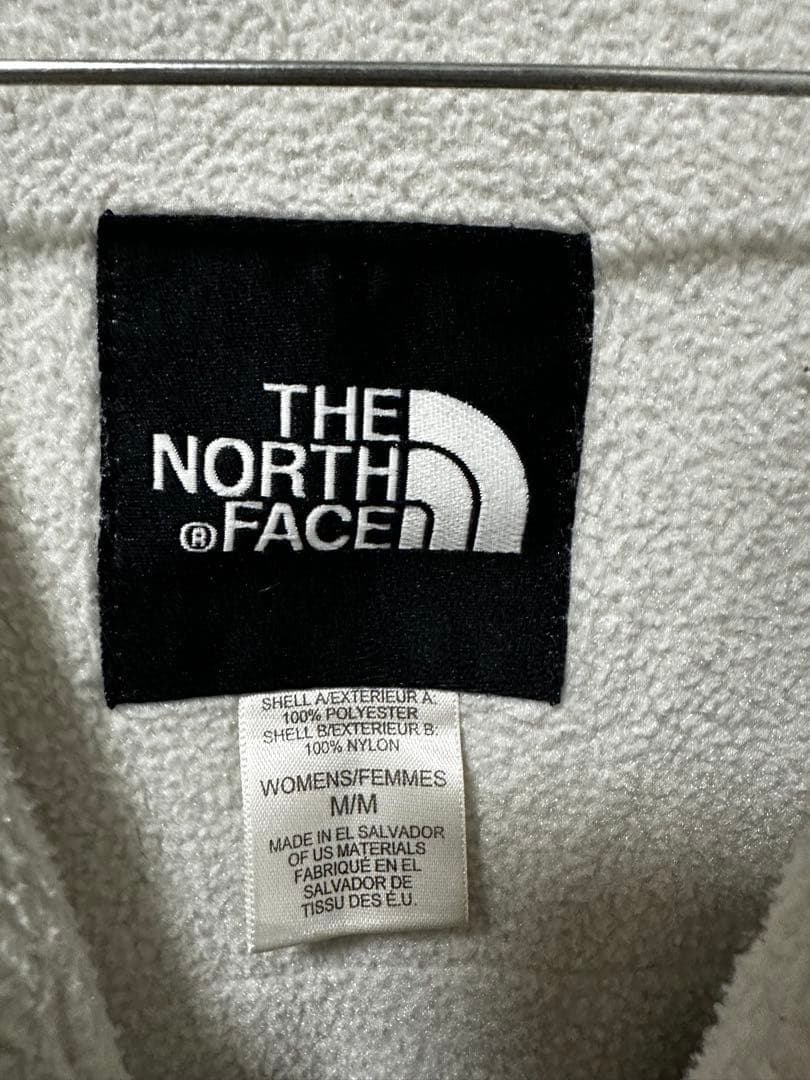 THE
NORTH
® FACE
SHELL A/EXTERIEUR A:
100% POLYESTER
SHELL B/EXTERIEUR B:
100% NYLON
WOMENS/FEMMES
M/M
MADE IN EL SALVADOR
OF US MATERIALS
FABRIQUÉ EN EL
SALVADOR DE
TISSU DES É.U.